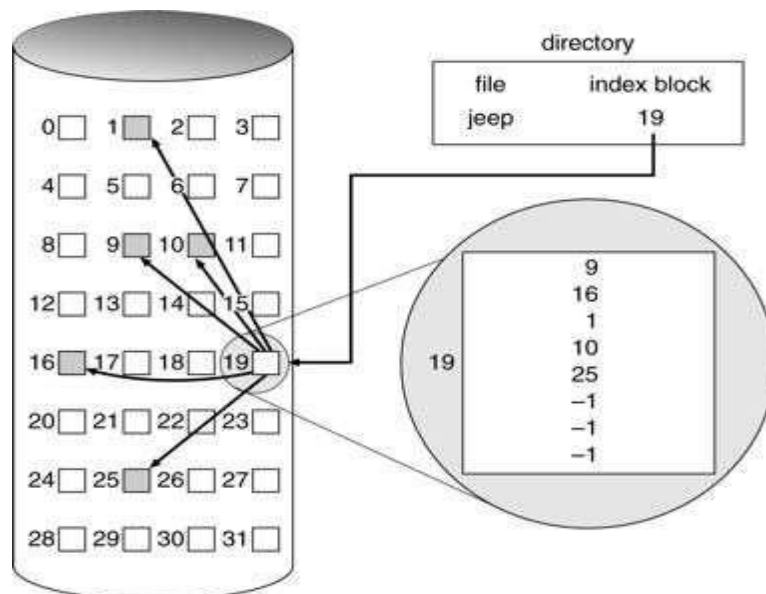 directory
file index block
jeep 19
0 1 2 3
4 5 6 7
8 9 10 11
12 13 14 15
16 17 18 19
20 21 22 23
24 25 26 27
28 29 30 31
19
9
16
1
10
25
–1
–1
–1